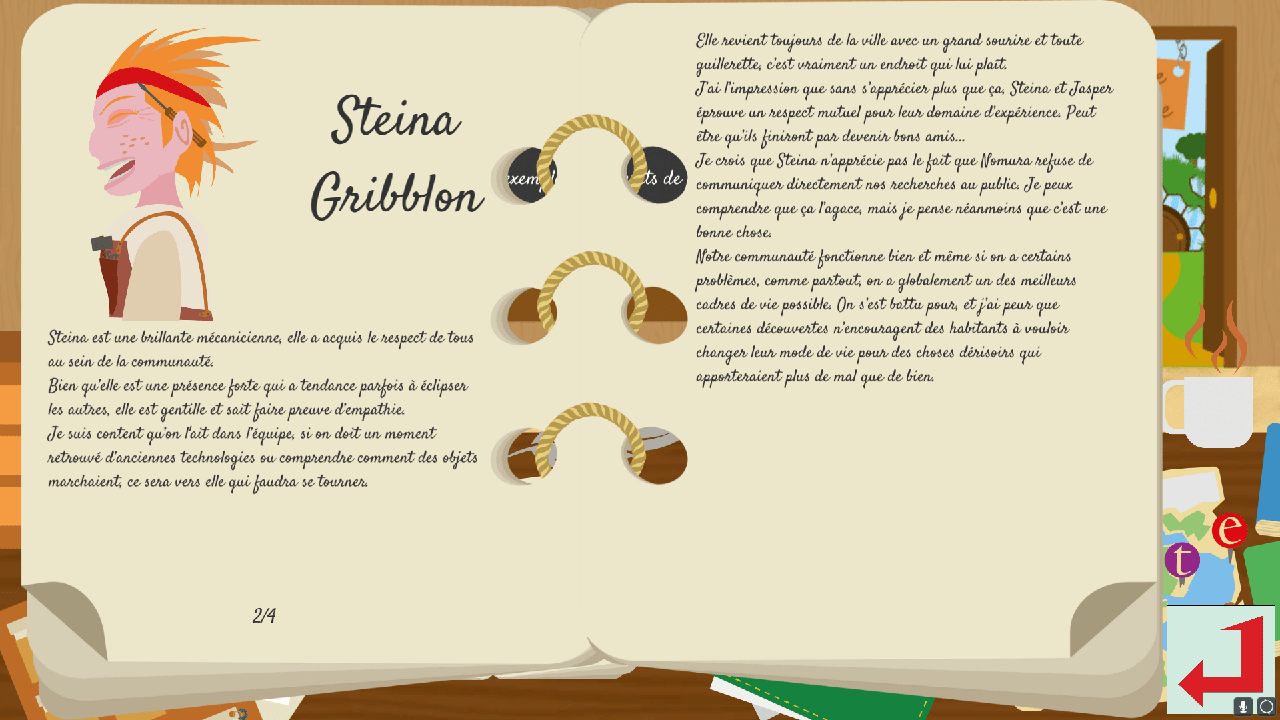 Steina
Gribblon
Steina est une brillante mécanicienne, elle a acquis le respect de tous
au sein de la communauté.
Bien qu'elle est une présence forte qui a tendance parfois à éclipser
les autres, elle est gentille et sait faire preuve d'empathie.
Je suis content qu'on l'ait dans l'équipe, si on doit un moment
retrouvé d'anciennes technologies ou comprendre comment des objets
marchaient, ce sera vers elle qui faudra se tourner.
2/4
Elle revient toujours de la ville avec un grand sourire et toute
guillerette, c'est vraiment un endroit qui lui plait.
J'ai l'impression que sans s'apprécier plus que ça, Steina et Jasper
éprouve un respect mutuel pour leur domaine d'expérience. Peut
être qu'ils finiront par devenir bons amis...
Je crois que Steina n'apprécie pas le fait que Nomura refuse de
communiquer directement nos recherches au public. Je peux
comprendre que ça l'agace, mais je pense néanmoins que c'est une
bonne chose.
Notre communauté fonctionne bien et même si on a certains
problèmes, comme partout, on a globalement un des meilleurs
cadres de vie possible. On s'est battu pour, et j'ai peur que
certaines découvertes n'encouragent des habitants à vouloir
changer leur mode de vie pour des choses dérisoirs qui
apporteraient plus de mal que de bien.
de
e
t